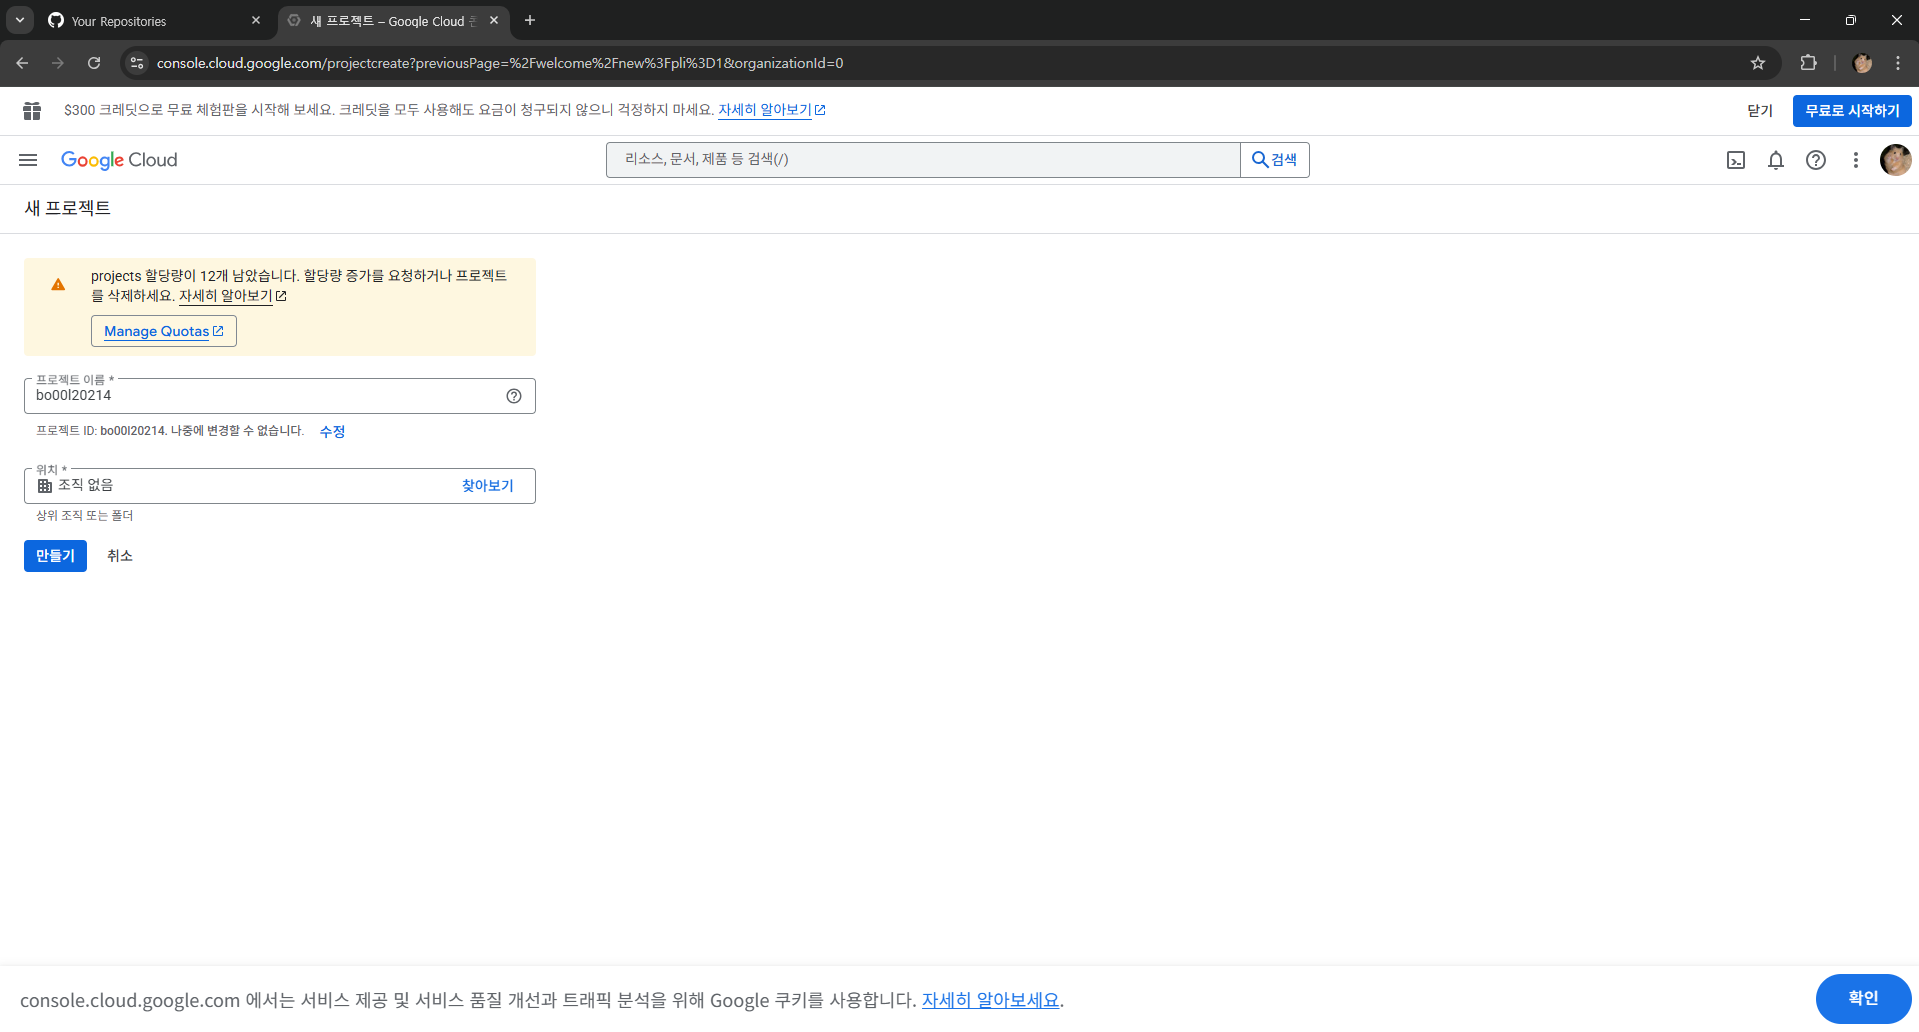 Your Repositories
새 프로젝트 – Google Cloud 콘
console.cloud.google.com/projectcreate?previousPage=%2Fwelcome%2Fnew%3Fpli%3D1&organizationId=0
$300 크레딧으로 무료 체험판을 시작해 보세요. 크레딧을 모두 사용해도 요금이 청구되지 않으니 걱정하지 마세요. 자세히 알아보기
닫기
무료로 시작하기
Google Cloud
리소스, 문서, 제품 등 검색(/)
검색
새 프로젝트
projects 할당량이 12개 남았습니다. 할당량 증가를 요청하거나 프로젝트
를 삭제하세요. 자세히 알아보기
Manage Quotas
프로젝트 이름 *
bo00l20214
프로젝트 ID: bo00l20214. 나중에 변경할 수 없습니다. 수정
위치 *
조직 없음
찾아보기
상위 조직 또는 폴더
만들기
취소
console.cloud.google.com 에서는 서비스 제공 및 서비스 품질 개선과 트래픽 분석을 위해 Google 쿠키를 사용합니다. 자세히 알아보세요.
확인